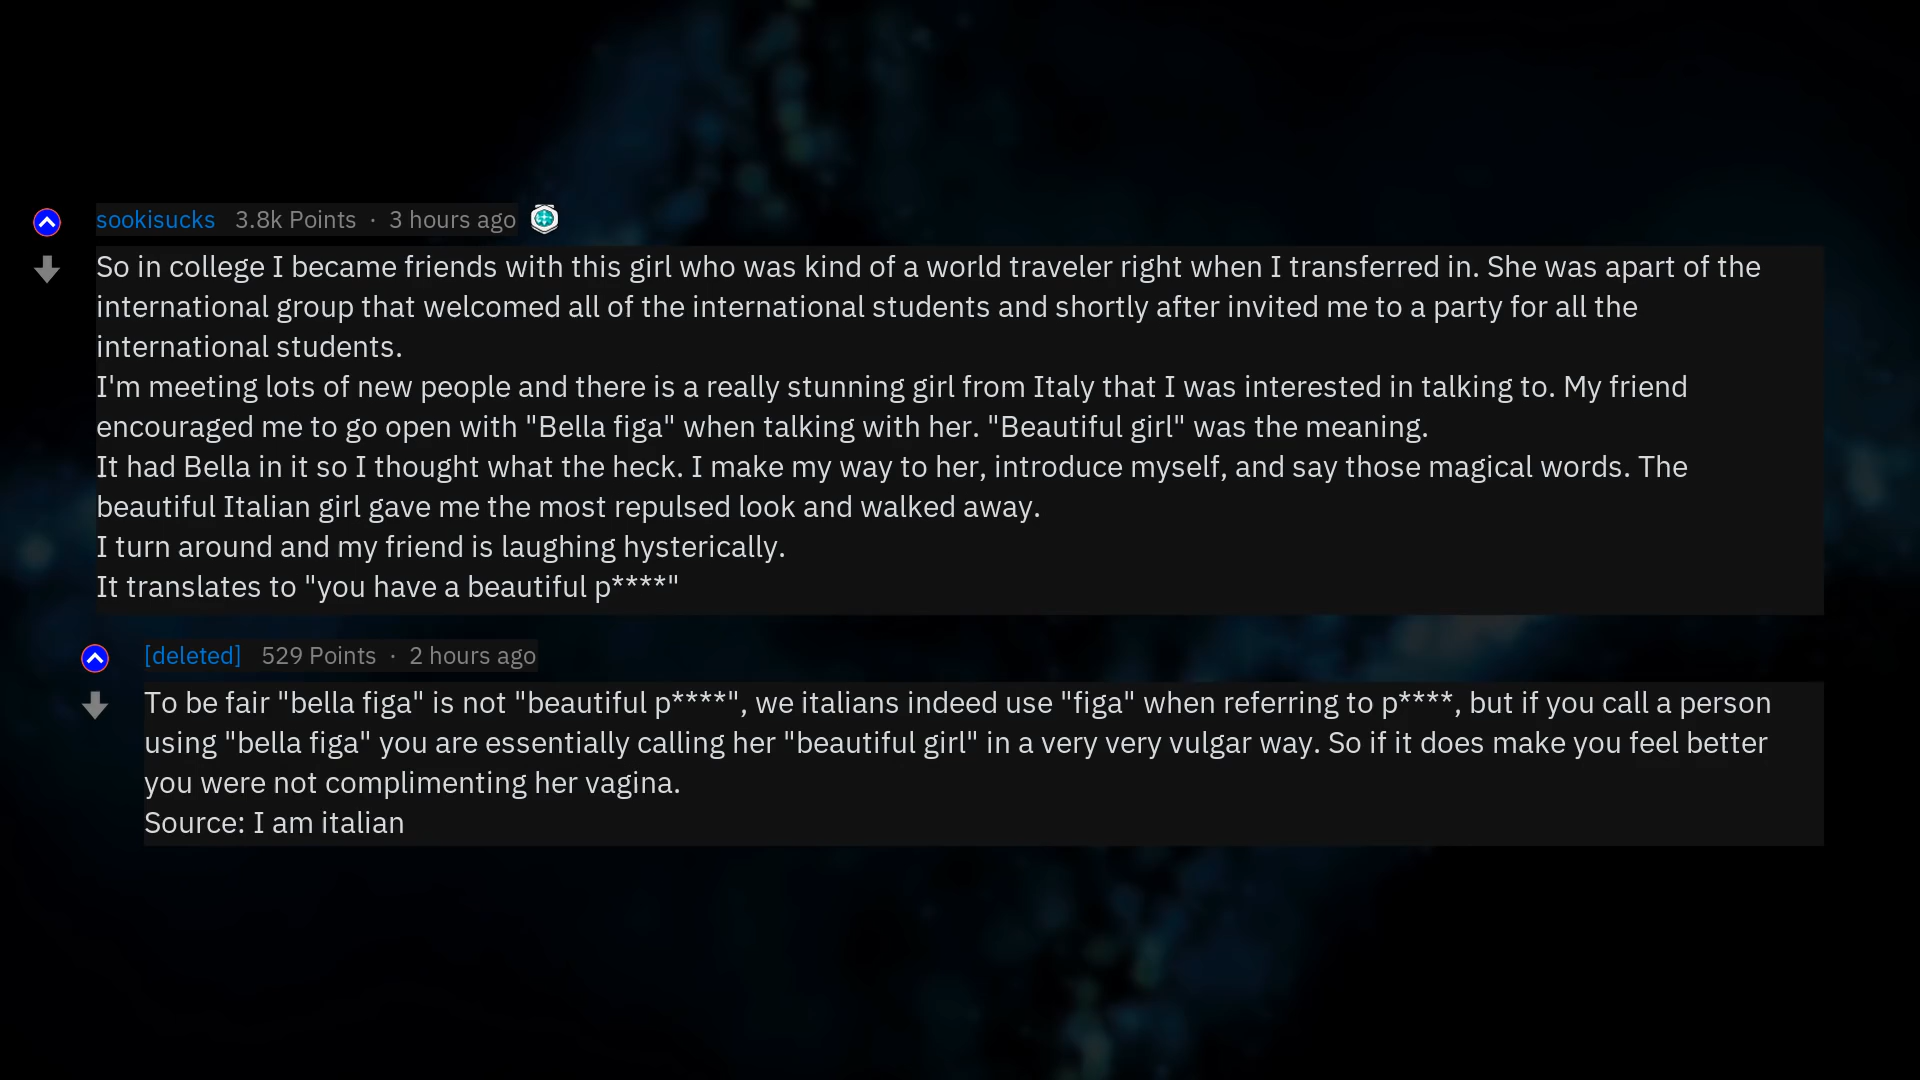 sookisucks 3.8k Points · 3 hours ago
So in college I became friends with this girl who was kind of a world traveler right when I transferred in. She was apart of the
international group that welcomed all of the international students and shortly after invited me to a party for all the
international students.
I'm meeting lots of new people and there is a really stunning girl from Italy that I was interested in talking to. My friend
encouraged me to go open with "Bella figa" when talking with her. "Beautiful girl" was the meaning.
It had Bella in it so I thought what the heck. I make my way to her, introduce myself, and say those magical words. The
beautiful Italian girl gave me the most repulsed look and walked away.
I turn around and my friend is laughing hysterically.
It translates to "you have a beautiful p****"
[deleted] 529 Points · 2 hours ago
To be fair "bella figa" is not "beautiful p****", we italians indeed use "figa" when referring to p****, but if you call a person
using "bella figa" you are essentially calling her "beautiful girl" in a very very vulgar way. So if it does make you feel better
you were not complimenting her vagina.
Source: I am italian